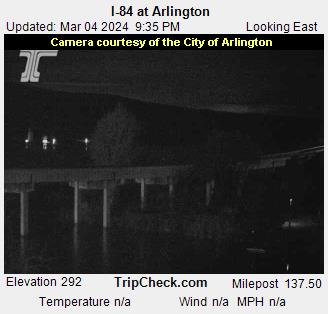 I-84 at Arlington
Updated: Mar 04 2024 9:35 PM Looking East
Camera courtesy of the City of Arlington
Elevation 292 TripCheck.com Milepost 137.50
Temperature n/a Wind n/a MPH n/a